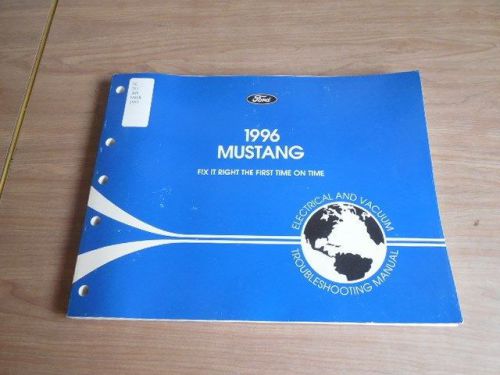 Ford
1996
MUSTANG
FIX IT RIGHT THE FIRST TIME ON TIME
ELECTRICAL AND VACUUM
TROUBLESHOOTING MANUAL